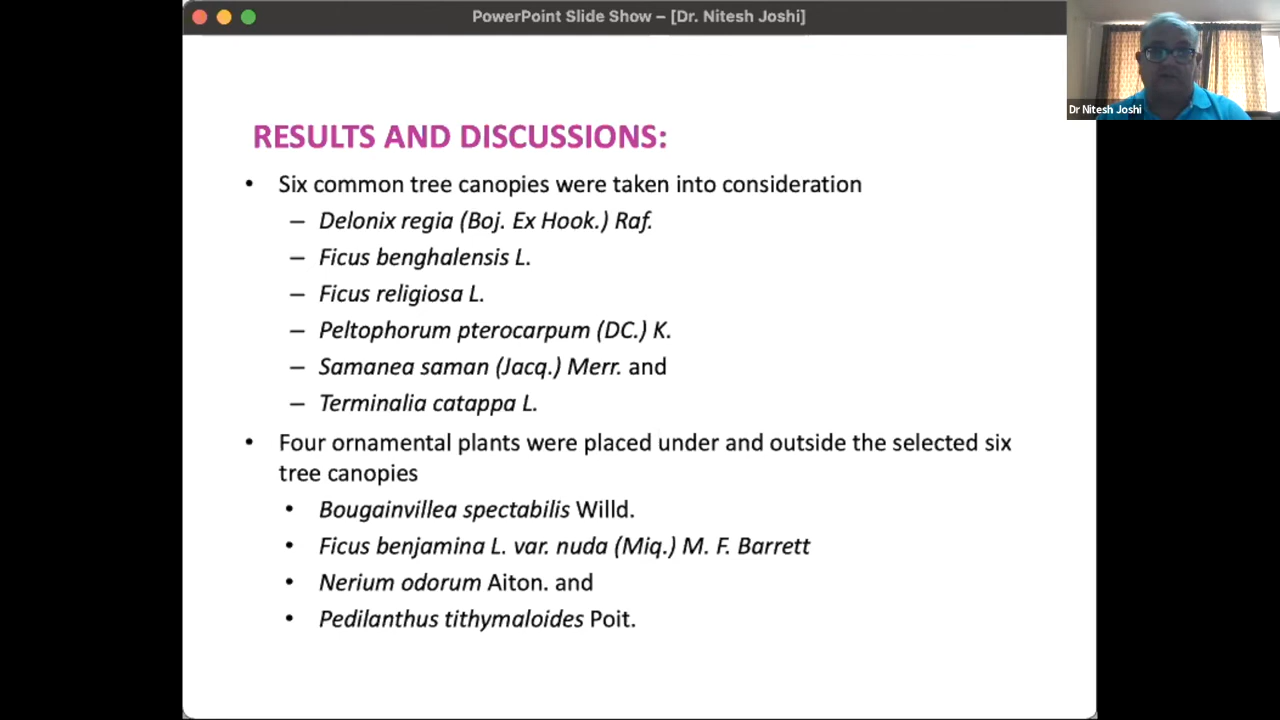 PowerPoint Slide Show – [Dr. Nitesh Joshi]
Dr Nitesh Joshi
RESULTS AND DISCUSSIONS:
• Six common tree canopies were taken into consideration
– Delonix regia (Boj. Ex Hook.) Raf.
– Ficus benghalensis L.
– Ficus religiosa L.
– Peltophorum pterocarpum (DC.) K.
– Samanea saman (Jacq.) Merr. and
– Terminalia catappa L.
• Four ornamental plants were placed under and outside the selected six
tree canopies
• Bougainvillea spectabilis Willd.
• Ficus benjamina L. var. nuda (Miq.) M. F. Barrett
• Nerium odorum Aiton. and
• Pedilanthus tithymaloides Poit.